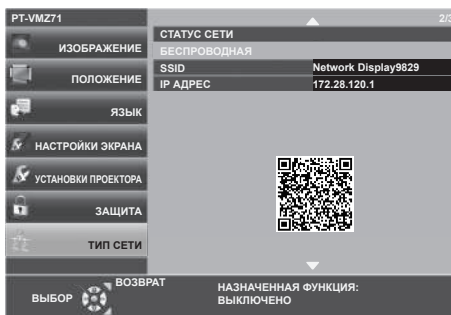 PT-VMZ71
2/3
ИЗОБРАЖЕНИЕ
ПОЛОЖЕНИЕ
ЯЗЫК
НАСТРОЙКИ ЭКРАНА
УСТАНОВКИ ПРОЕКТОРА
ЗАЩИТА
ТИП СЕТИ
СТАТУС СЕТИ
БЕСПРОВОДНАЯ
SSID Network Display9829
IP АДРЕС 172.28.120.1
ВОЗВРАТ
ВЫБОР
НАЗНАЧЕННАЯ ФУНКЦИЯ:
ВЫКЛЮЧЕНО